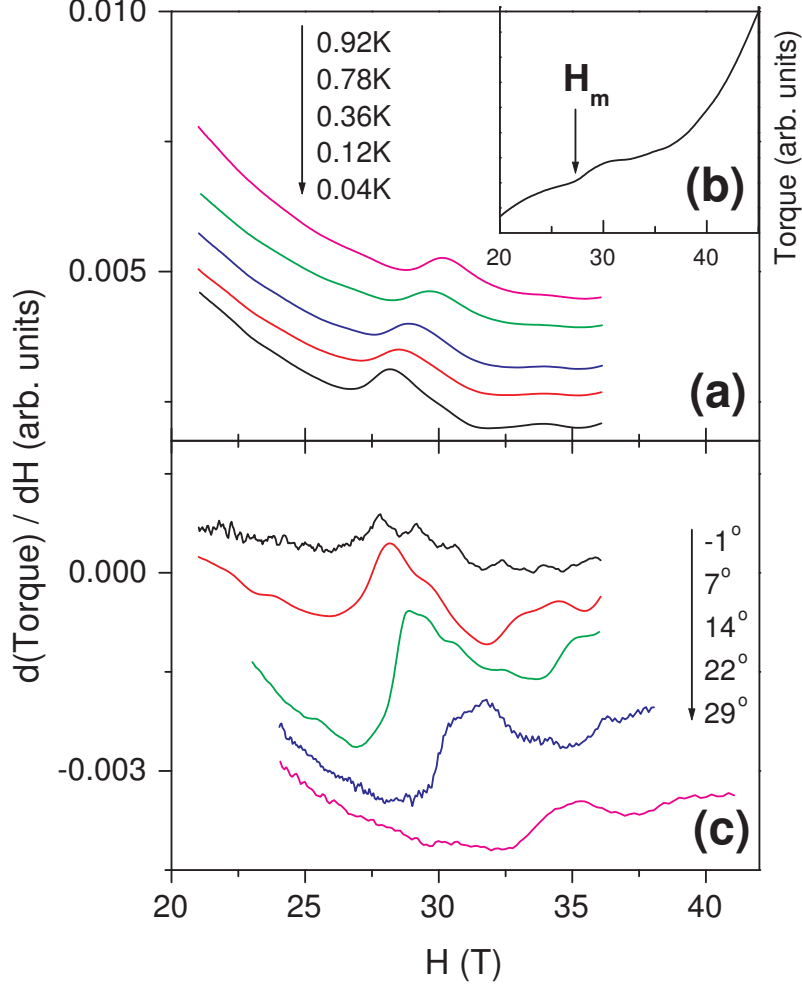 0.010
0.92K
0.78K
0.36K
0.12K
0.04K
H_m
(b)
20 30 40
Torque (arb. units)
0.005
(a)
d(Torque) / dH (arb. units)
-1°
7°
14°
22°
29°
0.000
-0.003
(c)
20 25 30 35 40
H (T)